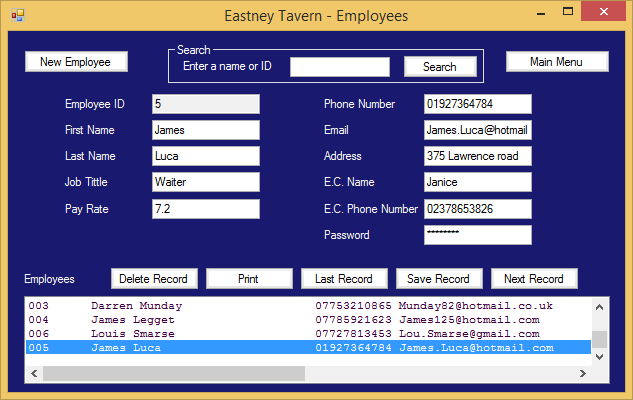 Eastney Tavern - Employees
New Employee
Search
Enter a name or ID
Search
Main Menu
Employee ID 5
Phone Number 01927364784
First Name James
Email James.Luca@hotmail
Last Name Luca
Address 375 Lawrence road
Job Tittle Waiter
E.C. Name Janice
Pay Rate 7.2
E.C. Phone Number 02378653826
Password ********
Employees
Delete Record
Print
Last Record
Save Record
Next Record
003 Darren Munday 07753210865 Munday82@hotmail.co.uk
004 James Legget 07785921623 James125@hotmail.com
006 Louis Smarse 07727813453 Lou.Smarse@gmail.com
005 James Luca 01927364784 James.Luca@hotmail.com